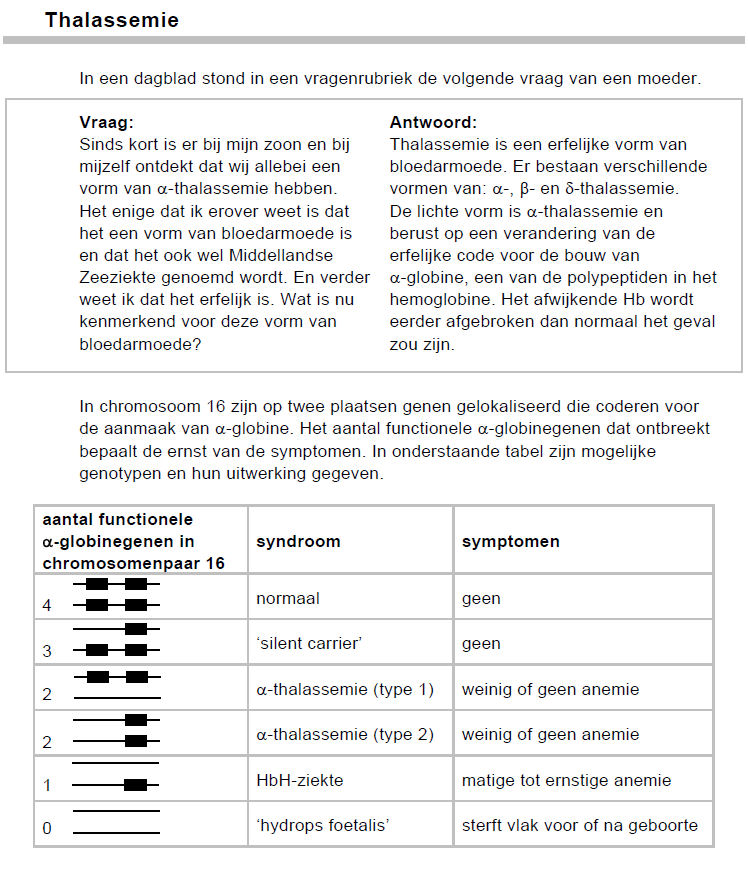 Thalassemie
In een dagblad stond in een vragenrubriek de volgende vraag van een moeder.
Vraag:
Sinds kort is er bij mijn zoon en bij
mijzelf ontdekt dat wij allebei een
vorm van α-thalassemie hebben.
Het enige dat ik erover weet is dat
het een vorm van bloedarmoede is
en dat het ook wel Middellandse
Zeeziekte genoemd wordt. En verder
weet ik dat het erfelijk is. Wat is nu
kenmerkend voor deze vorm van
bloedarmoede?
Antwoord:
Thalassemie is een erfelijke vorm van
bloedarmoede. Er bestaan verschillende
vormen van: α-, β- en δ-thalassemie.
De lichte vorm is α-thalassemie en
berust op een verandering van de
erfelijke code voor de bouw van
α-globine, een van de polypeptiden in het
hemoglobine. Het afwijkende Hb wordt
eerder afgebroken dan normaal het geval
zou zijn.
In chromosoom 16 zijn op twee plaatsen genen gelokaliseerd die coderen voor
de aanmaak van α-globine. Het aantal functionele α-globinegenen dat ontbreekt
bepaalt de ernst van de symptomen. In onderstaande tabel zijn mogelijke
genotypen en hun uitwerking gegeven.
aantal functionele
α-globinegenen in
chromosomenpaar 16
syndroom
symptomen
4 normaal geen
3 ‘silent carrier’ geen
2 α-thalassemie (type 1) weinig of geen anemie
2 α-thalassemie (type 2) weinig of geen anemie
1 HbH-ziekte matige tot ernstige anemie
0 ‘hydrops foetalis’ sterft vlak voor of na geboorte